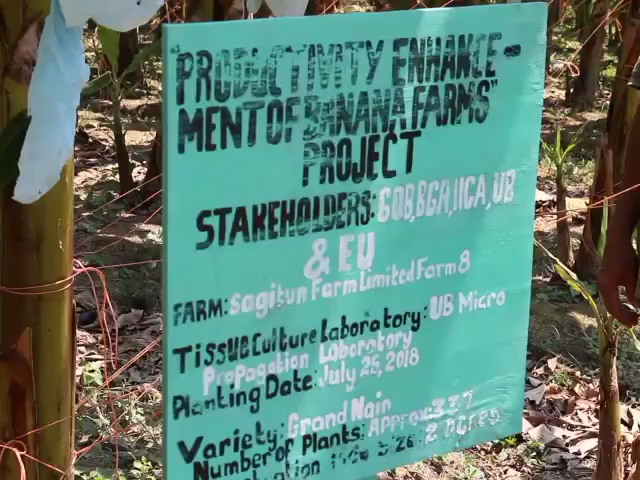 "PRODUCTIVITY ENHANCE-
MENT OF BANANA FARMS"
PROJECT
STAKEHOLDERS: GOB, BGA, IICA, UB
& EU
FARM: Sagitun Farm Limited Farm 8
Tissue Culture Laboratory: UB Micro
Propagation Laboratory
Planting Date: July 25, 2018
Variety: Grand Nain
Number of Plants: Approx: 337
2 acres